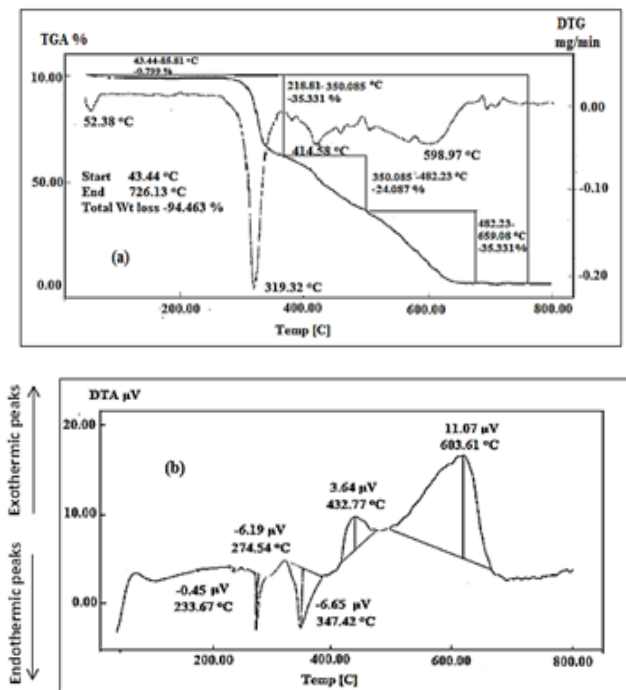 TGA %
DTG
mg/min
43.44-85.81 °C
-0.799 %
10.00
218.81-350.085 °C
-35.331 %
0.00
52.38 °C
414.58 °C
598.97 °C
Start 43.44 °C
End 726.13 °C
Total Wt loss -94.463 %
50.00
350.085-482.23 °C
-24.087 %
-0.10
482.23-
659.08 °C
-35.331%
(a)
319.32 °C
0.00
-0.20
200.00
400.00
600.00
800.00
Temp [C]
DTA µV
Exothermic peaks
Endothermic peaks
20.00
11.07 µV
603.61 °C
(b)
3.64 µV
432.77 °C
10.00
-6.19 µV
274.54 °C
-0.45 µV
233.67 °C
0.00
-6.65 µV
347.42 °C
200.00
400.00
600.00
800.00
Temp [C]